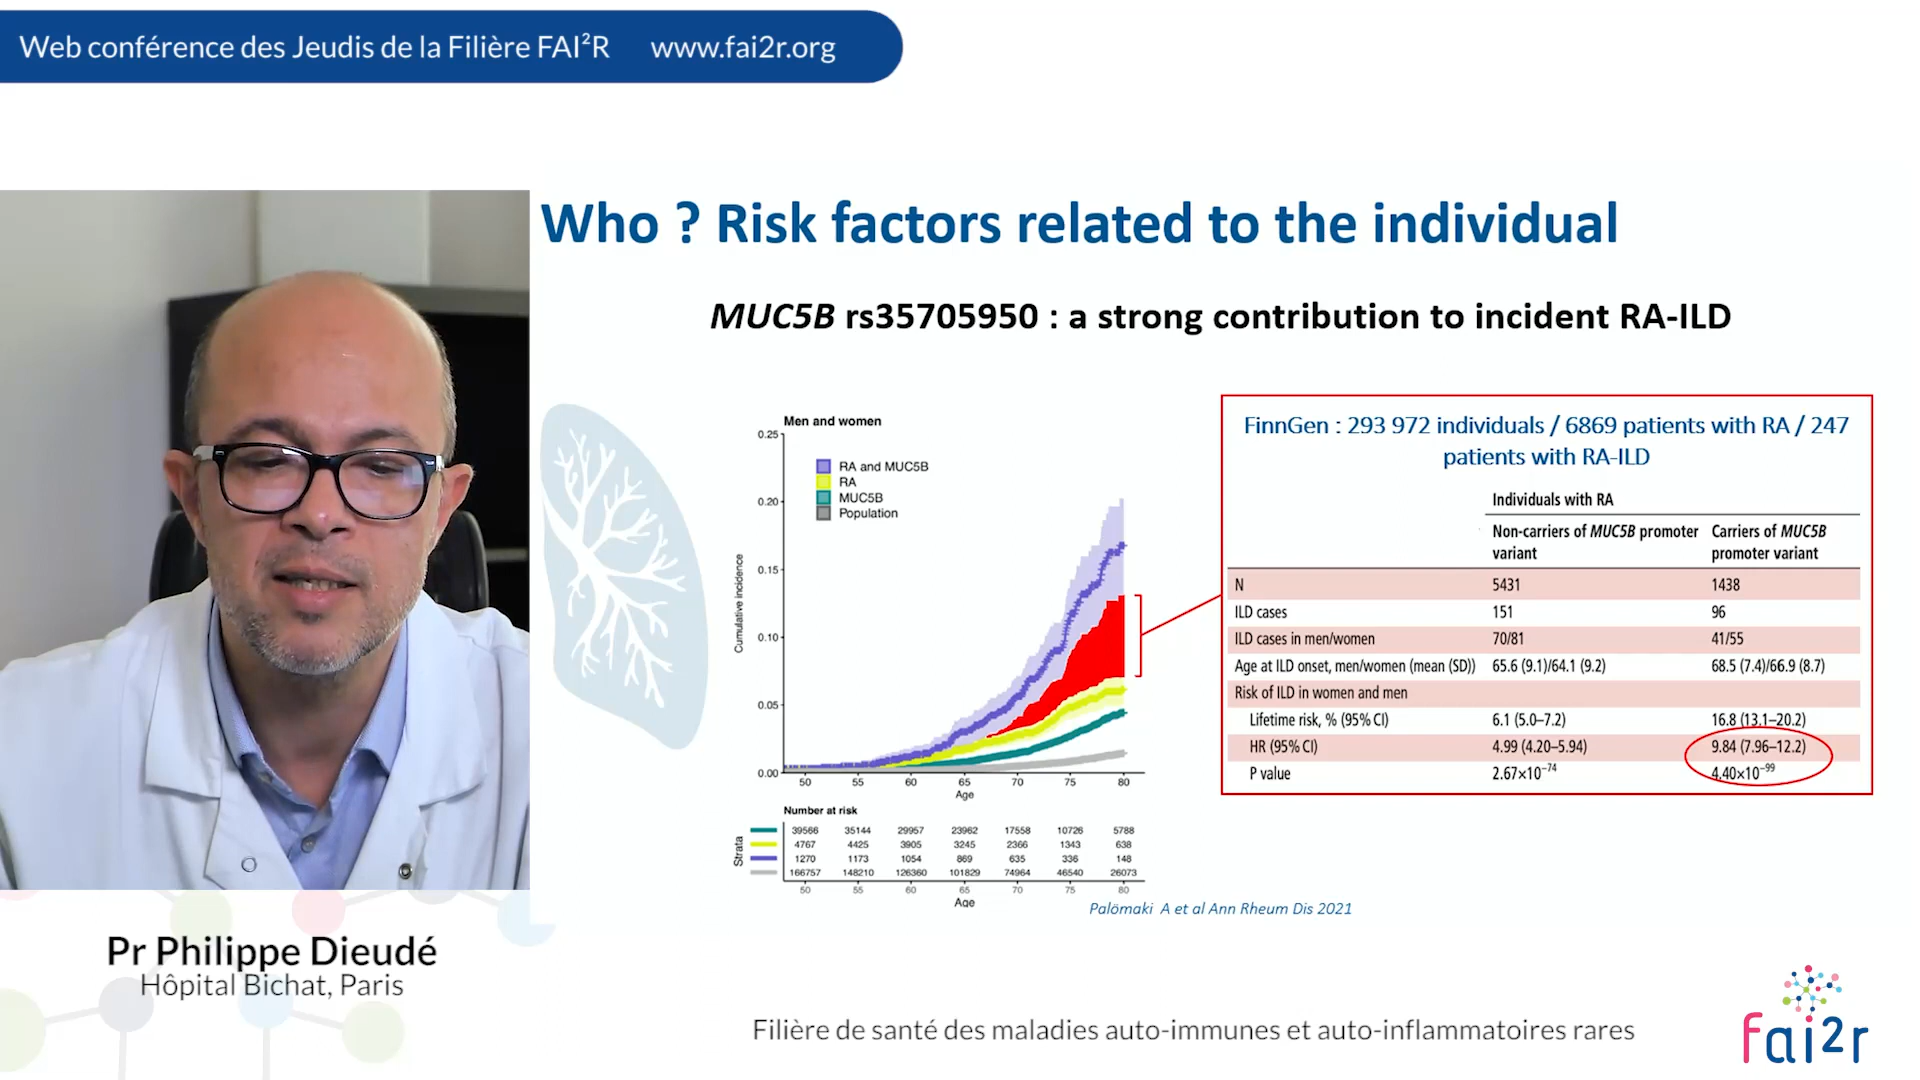 Web conférence des Jeudis de la Filière FAI²R www.fai2r.org
Who ? Risk factors related to the individual
MUC5B rs35705950 : a strong contribution to incident RA-ILD
Men and women
0.25
0.20
0.15
0.10
0.05
0.00
Cumulative incidence
RA and MUC5B
RA
MUC5B
Population
50 55 60 65 70 75 80
Age
Number at risk
Strata
39566 35144 29957 23962 17558 10726 5788
4767 4425 3905 3245 2366 1343 638
1270 1173 1054 869 635 336 148
166757 148210 126360 101829 74964 46540 26073
50 55 60 65 70 75 80
Age
FinnGen : 293 972 individuals / 6869 patients with RA / 247
patients with RA-ILD
Individuals with RA
Non-carriers of MUC5B promoter variant
Carriers of MUC5B promoter variant
N 5431 1438
ILD cases 151 96
ILD cases in men/women 70/81 41/55
Age at ILD onset, men/women (mean (SD)) 65.6 (9.1)/64.1 (9.2) 68.5 (7.4)/66.9 (8.7)
Risk of ILD in women and men
Lifetime risk, % (95% CI) 6.1 (5.0–7.2) 16.8 (13.1–20.2)
HR (95% CI) 4.99 (4.20–5.94) 9.84 (7.96–12.2)
P value 2.67×10⁻⁷⁴ 4.40×10⁻⁹⁹
Palömaki A et al Ann Rheum Dis 2021
Pr Philippe Dieudé
Hôpital Bichat, Paris
Filière de santé des maladies auto-immunes et auto-inflammatoires rares
fai2r